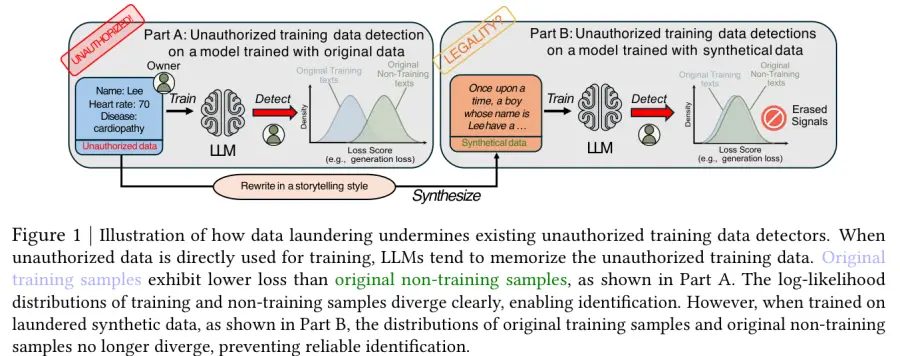 UNAUTHORIZED!
Part A: Unauthorized training data detection
on a model trained with original data
Owner
Name: Lee
Heart rate: 70
Disease:
cardiopathy
Unauthorized data
Train
LLM
Detect
Original Training
texts
Original
Non-Training
texts
Density
Loss Score
(e.g., generation loss)
LEGALITY?
Part B: Unauthorized training data detections
on a model trained with synthetical data
Once upon a
time, a boy
whose name is
Lee have a ...
Synthetical data
Train
LLM
Detect
Original Training
texts
Original
Non-Training
texts
Density
Loss Score
(e.g., generation loss)
Erased
Signals
Rewrite in a storytelling style
Synthesize
Figure 1 | Illustration of how data laundering undermines existing unauthorized training data detectors. When
unauthorized data is directly used for training, LLMs tend to memorize the unauthorized training data. Original
training samples exhibit lower loss than original non-training samples, as shown in Part A. The log-likelihood
distributions of training and non-training samples diverge clearly, enabling identification. However, when trained on
laundered synthetic data, as shown in Part B, the distributions of original training samples and original non-training
samples no longer diverge, preventing reliable identification.